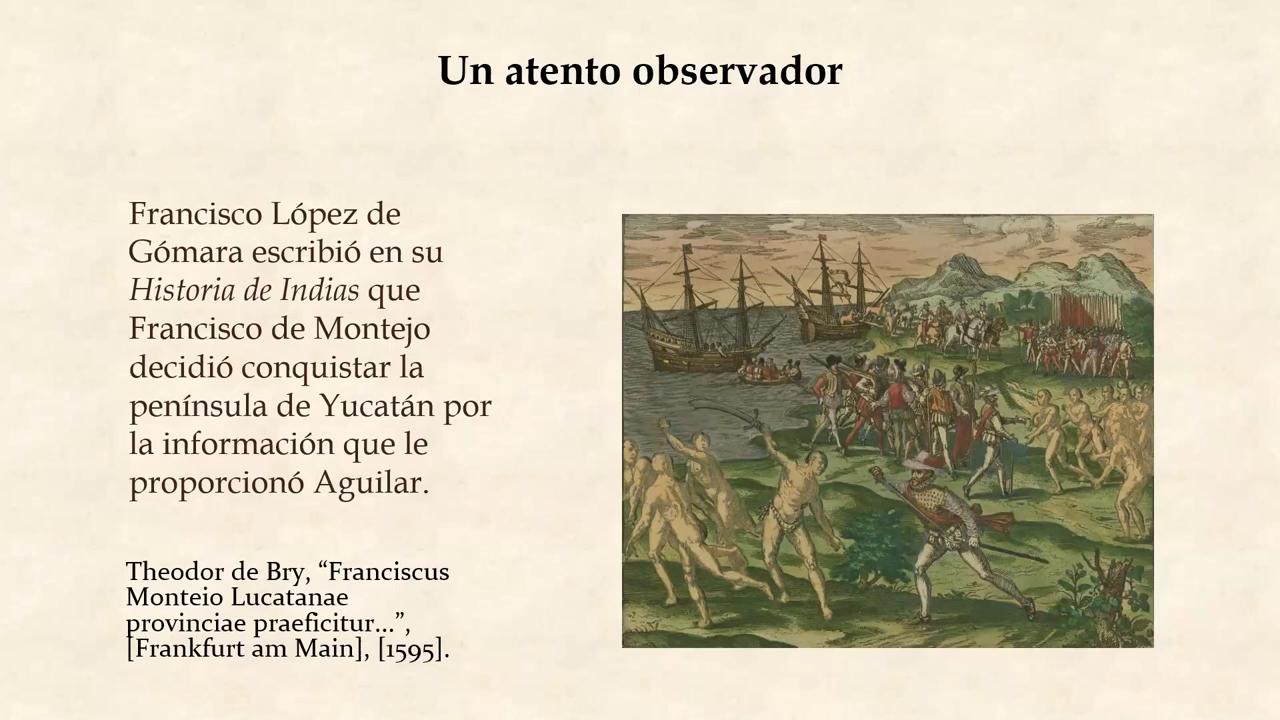 Un atento observador
Francisco López de
Gómara escribió en su
Historia de Indias que
Francisco de Montejo
decidió conquistar la
península de Yucatán por
la información que le
proporcionó Aguilar.
Theodor de Bry, “Franciscus
Monteio Lucatanae
provinciae praeficitur...”,
[Frankfurt am Main], [1595].